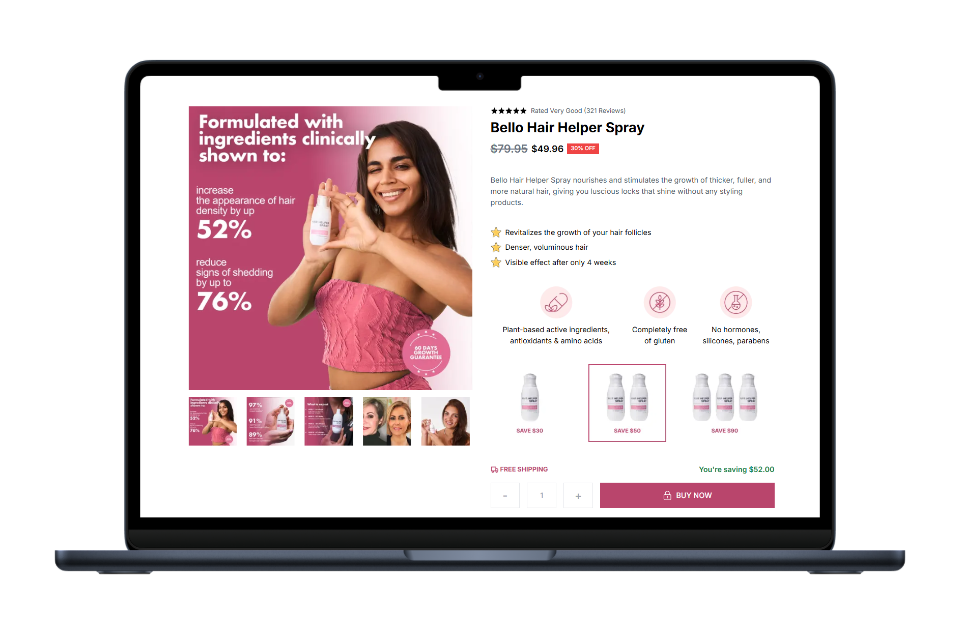 Formulated with
ingredients clinically
shown to:
increase
the appearance of hair
density by up
52%
reduce
signs of shedding
by up to
76%
60 DAYS
GROWTH
GUARANTEE
97%
91%
89%
★★★★★ Rated Very Good (321 Reviews)
Bello Hair Helper Spray
$79.95 $49.96 30% OFF
Bello Hair Helper Spray nourishes and stimulates the growth of thicker, fuller, and
more natural hair, giving you luscious locks that shine without any styling
products.
Revitalizes the growth of your hair follicles
Denser, voluminous hair
Visible effect after only 4 weeks
Plant-based active ingredients,
antioxidants & amino acids
Completely free
of gluten
No hormones,
silicones, parabens
SAVE $30
SAVE $50
SAVE $90
FREE SHIPPING
You're saving $52.00
- 1 +
BUY NOW